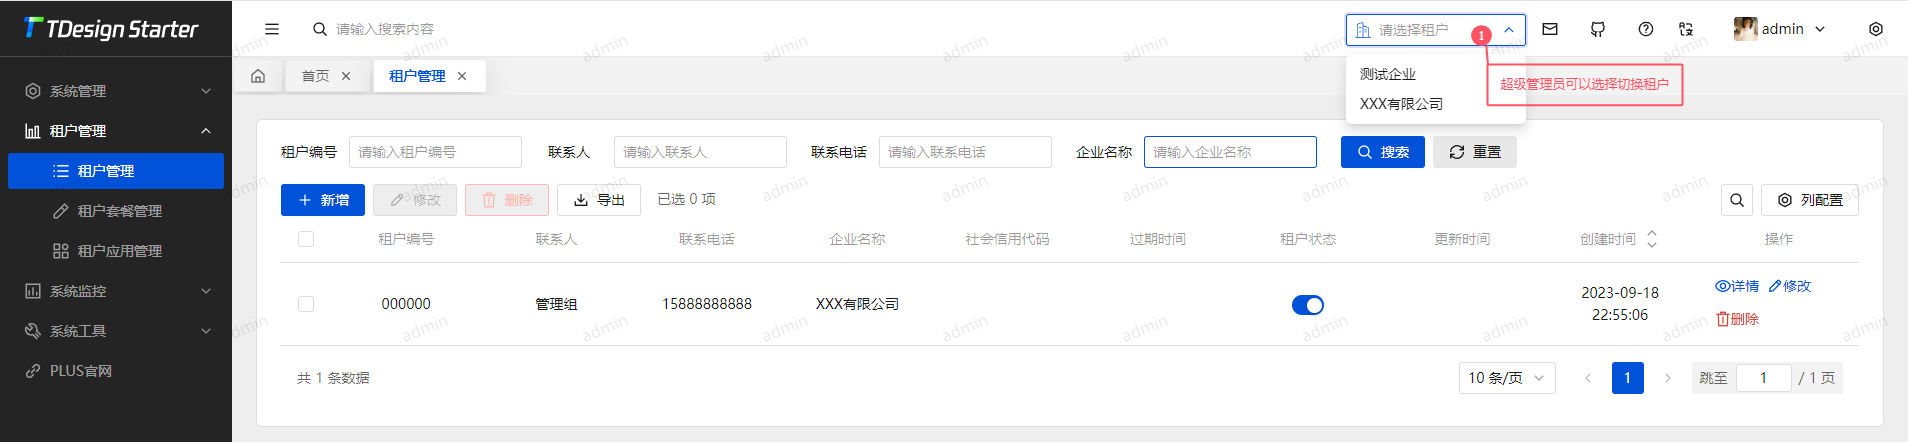 TDesign Starter
请输入搜索内容
请选择租户
1
admin
测试企业
XXX有限公司
超级管理员可以选择切换租户
首页
租户管理
系统管理
租户管理
租户管理
租户套餐管理
租户应用管理
系统监控
系统工具
PLUS官网
租户编号 请输入租户编号 联系人 请输入联系人 联系电话 请输入联系电话 企业名称 请输入企业名称 搜索 重置
新增 修改 删除 导出 已选 0 项 列配置
租户编号 联系人 联系电话 企业名称 社会信用代码 过期时间 租户状态 更新时间 创建时间 操作
000000 管理组 15888888888 XXX有限公司 2023-09-18 22:55:06 详情 修改 删除
共 1 条数据 10 条/页 1 跳至 1 / 1 页